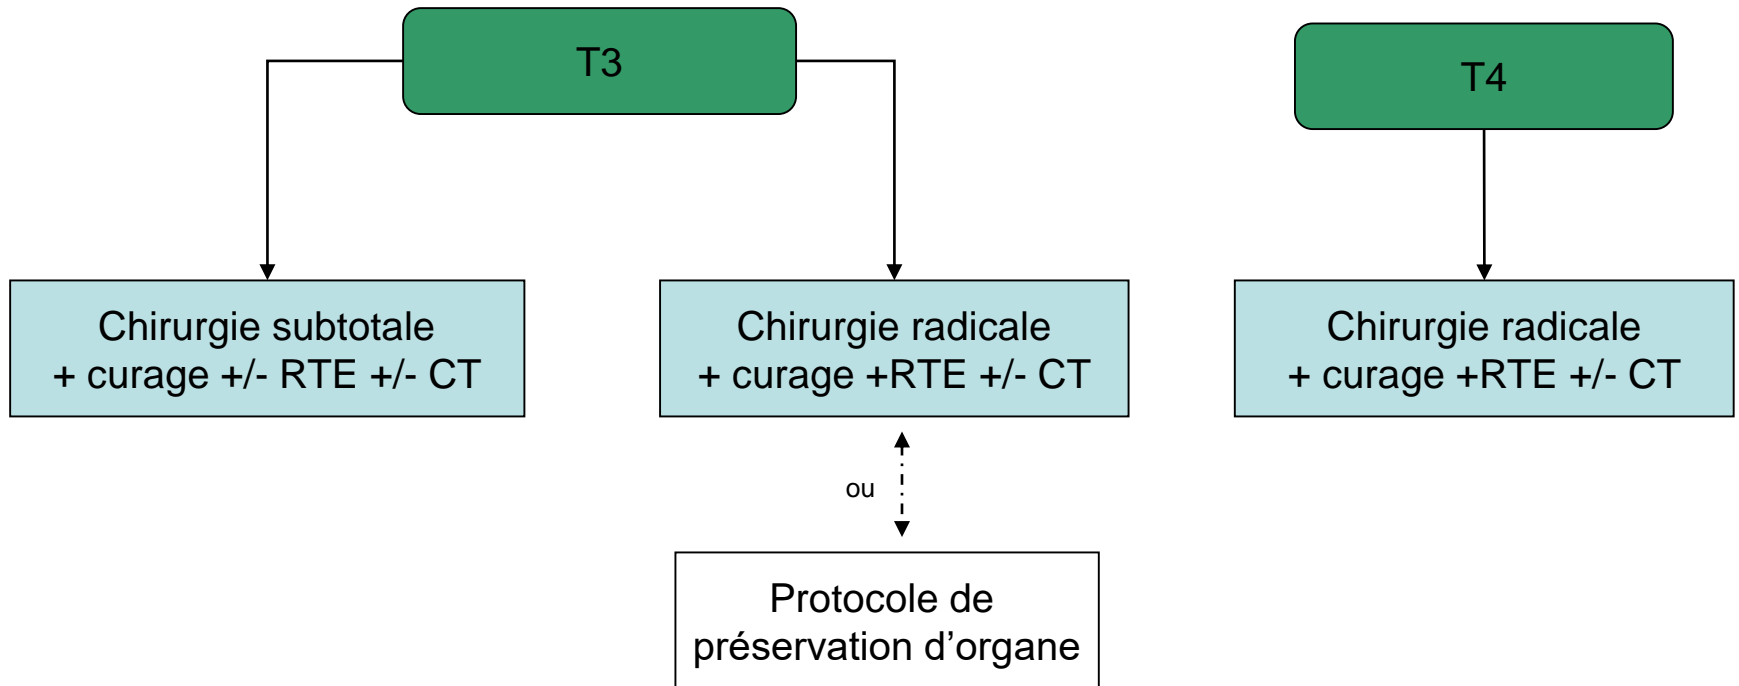 T3
T4
Chirurgie subtotale
+ curage +/- RTE +/- CT
Chirurgie radicale
+ curage +RTE +/- CT
Chirurgie radicale
+ curage +RTE +/- CT
ou
Protocole de
préservation d’organe